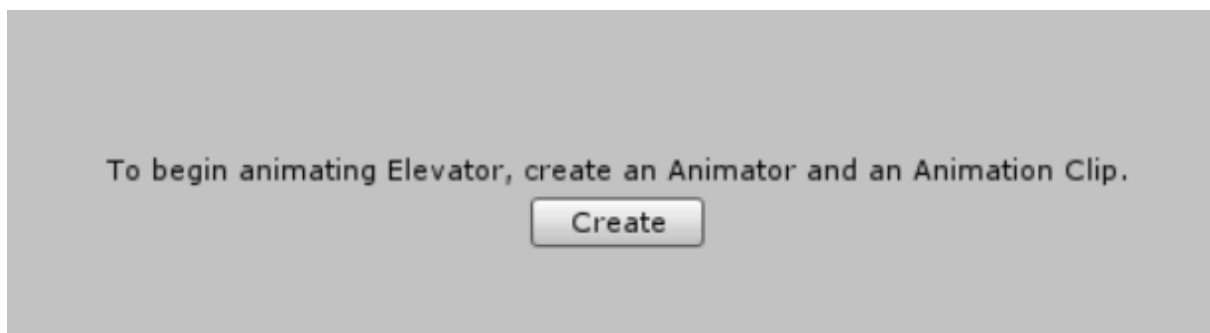 To begin animating Elevator, create an Animator and an Animation Clip.
Create